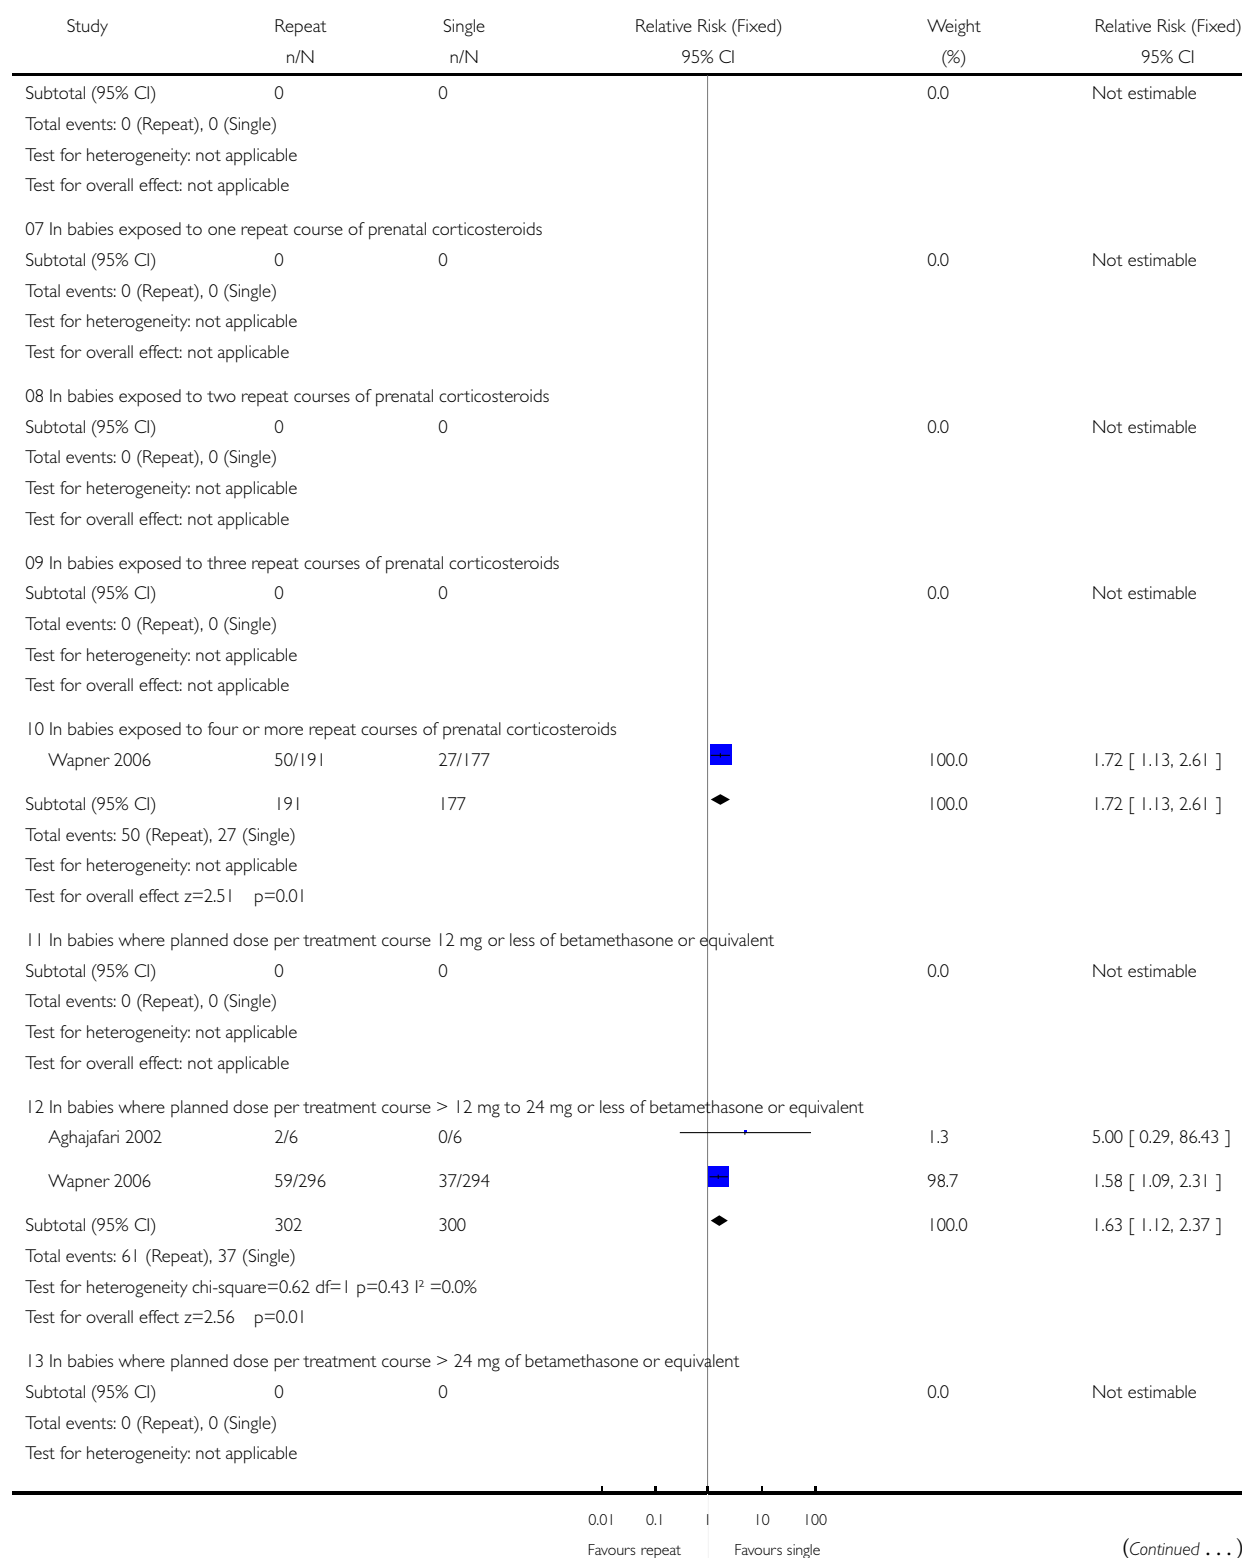 Study Repeat Single Relative Risk (Fixed) Weight Relative Risk (Fixed)
n/N n/N 95% CI (%) 95% CI
Subtotal (95% CI) 0 0 0.0 Not estimable
Total events: 0 (Repeat), 0 (Single)
Test for heterogeneity: not applicable
Test for overall effect: not applicable
07 In babies exposed to one repeat course of prenatal corticosteroids
Subtotal (95% CI) 0 0 0.0 Not estimable
Total events: 0 (Repeat), 0 (Single)
Test for heterogeneity: not applicable
Test for overall effect: not applicable
08 In babies exposed to two repeat courses of prenatal corticosteroids
Subtotal (95% CI) 0 0 0.0 Not estimable
Total events: 0 (Repeat), 0 (Single)
Test for heterogeneity: not applicable
Test for overall effect: not applicable
09 In babies exposed to three repeat courses of prenatal corticosteroids
Subtotal (95% CI) 0 0 0.0 Not estimable
Total events: 0 (Repeat), 0 (Single)
Test for heterogeneity: not applicable
Test for overall effect: not applicable
10 In babies exposed to four or more repeat courses of prenatal corticosteroids
Wapner 2006 50/191 27/177 100.0 1.72 [ 1.13, 2.61 ]
Subtotal (95% CI) 191 177 100.0 1.72 [ 1.13, 2.61 ]
Total events: 50 (Repeat), 27 (Single)
Test for heterogeneity: not applicable
Test for overall effect z=2.51 p=0.01
11 In babies where planned dose per treatment course 12 mg or less of betamethasone or equivalent
Subtotal (95% CI) 0 0 0.0 Not estimable
Total events: 0 (Repeat), 0 (Single)
Test for heterogeneity: not applicable
Test for overall effect: not applicable
12 In babies where planned dose per treatment course > 12 mg to 24 mg or less of betamethasone or equivalent
Aghajafari 2002 2/6 0/6 1.3 5.00 [ 0.29, 86.43 ]
Wapner 2006 59/296 37/294 98.7 1.58 [ 1.09, 2.31 ]
Subtotal (95% CI) 302 300 100.0 1.63 [ 1.12, 2.37 ]
Total events: 61 (Repeat), 37 (Single)
Test for heterogeneity chi-square=0.62 df=1 p=0.43 I² =0.0%
Test for overall effect z=2.56 p=0.01
13 In babies where planned dose per treatment course > 24 mg of betamethasone or equivalent
Subtotal (95% CI) 0 0 0.0 Not estimable
Total events: 0 (Repeat), 0 (Single)
Test for heterogeneity: not applicable
0.01 0.1 1 10 100
Favours repeat Favours single (Continued . . . )